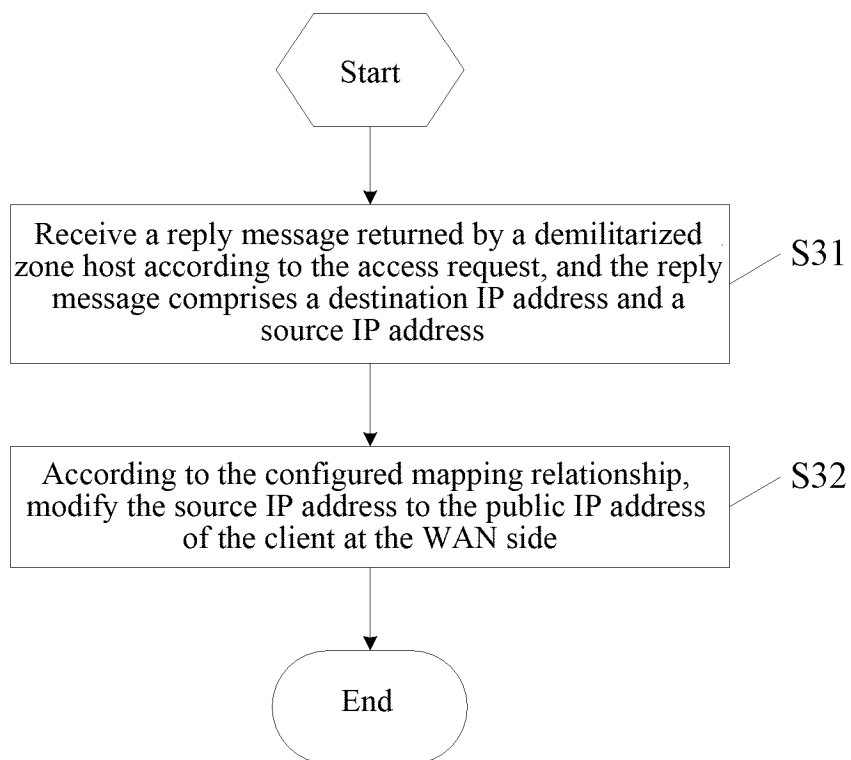 Start
Receive a reply message returned by a demilitarized
zone host according to the access request, and the reply
message comprises a destination IP address and a
source IP address
S31
According to the configured mapping relationship,
modify the source IP address to the public IP address
of the client at the WAN side
S32
End